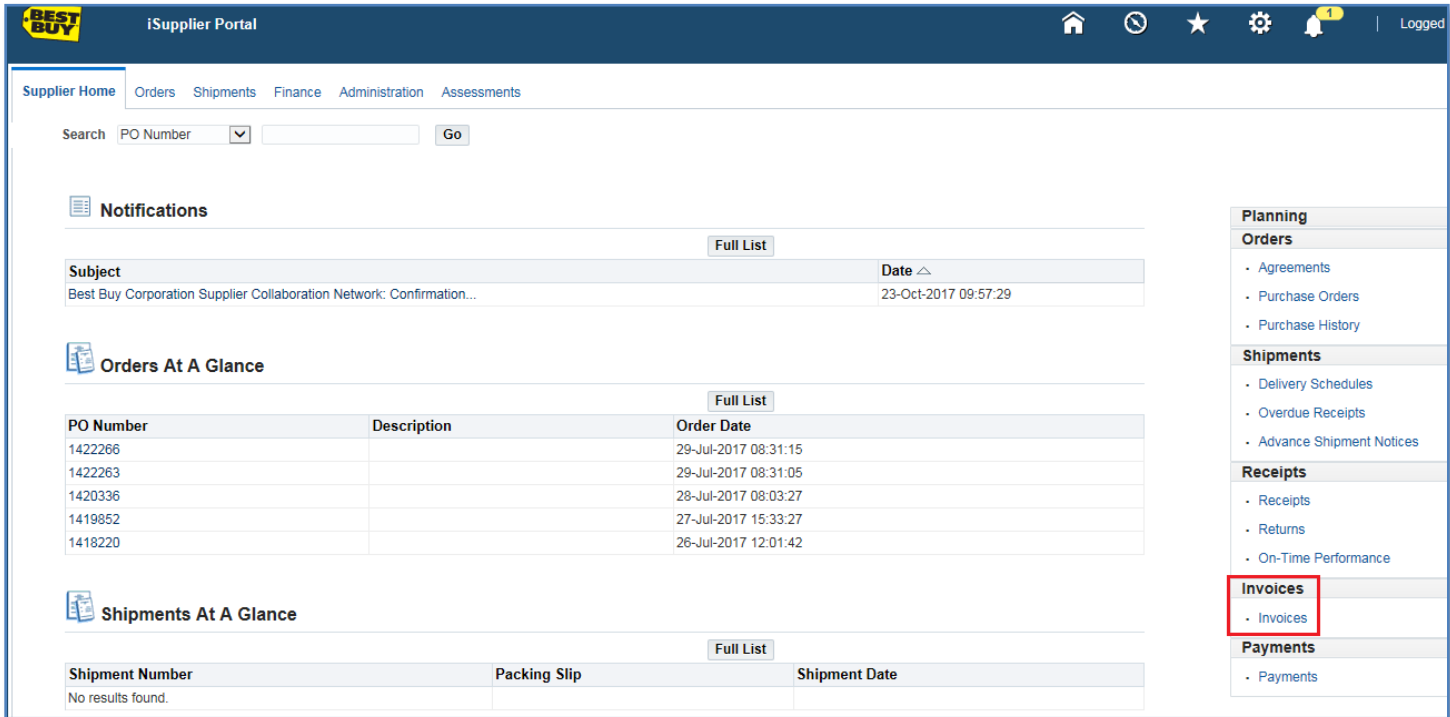 BEST BUY iSupplier Portal 1 | Logged
Supplier Home Orders Shipments Finance Administration Assessments
Search PO Number Go
Notifications
Full List
Subject Date
Best Buy Corporation Supplier Collaboration Network: Confirmation... 23-Oct-2017 09:57:29
Orders At A Glance
Full List
PO Number Description Order Date
1422266 29-Jul-2017 08:31:15
1422263 29-Jul-2017 08:31:05
1420336 28-Jul-2017 08:03:27
1419852 27-Jul-2017 15:33:27
1418220 26-Jul-2017 12:01:42
Shipments At A Glance
Full List
Shipment Number Packing Slip Shipment Date
No results found.
Planning
Orders
Agreements
Purchase Orders
Purchase History
Shipments
Delivery Schedules
Overdue Receipts
Advance Shipment Notices
Receipts
Receipts
Returns
On-Time Performance
Invoices
Invoices
Payments
Payments